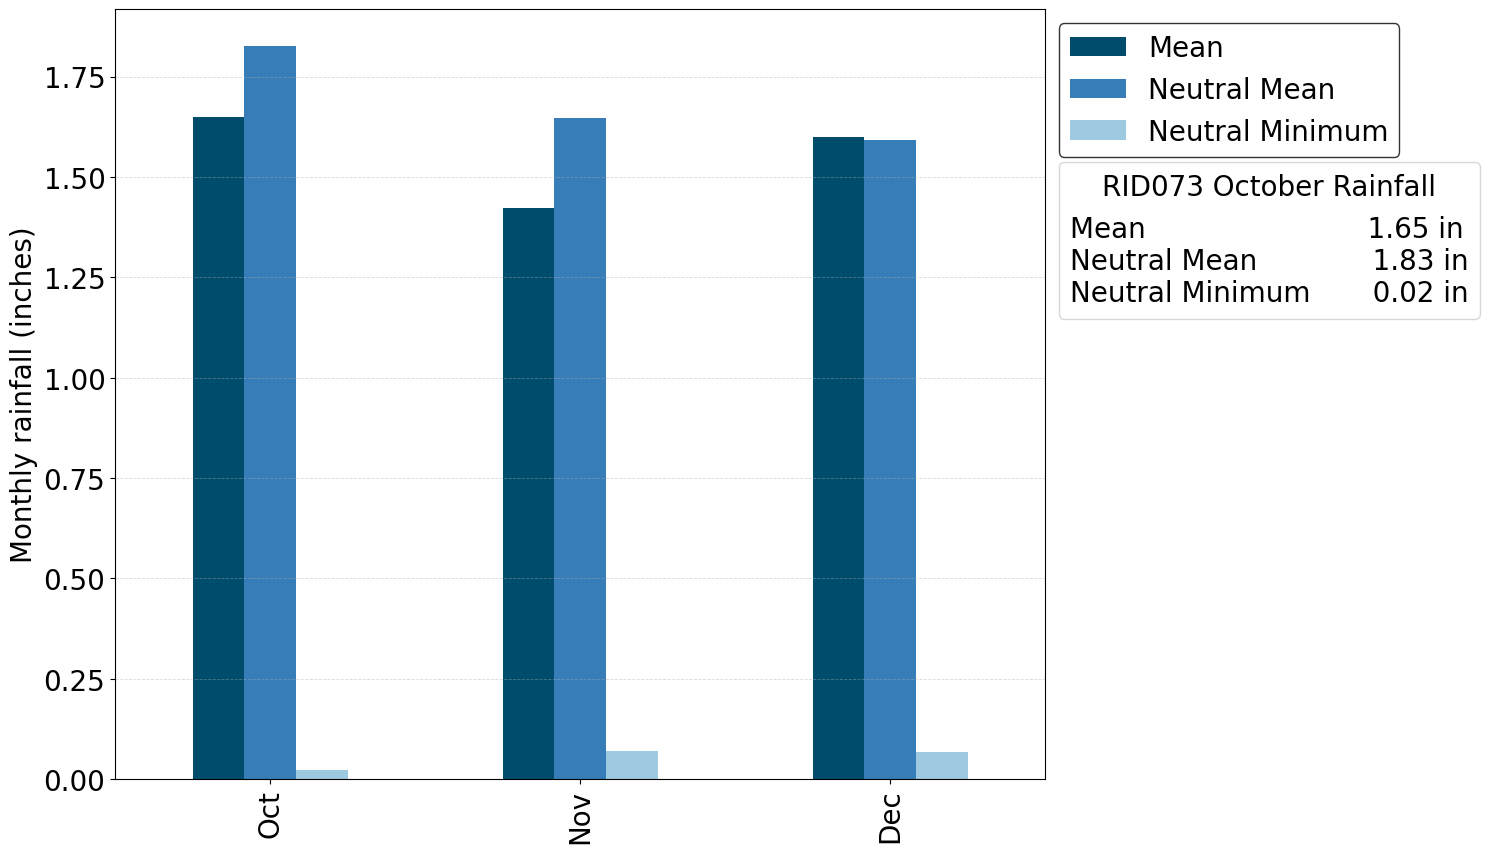 Monthly rainfall (inches)
1.75
1.50
1.25
1.00
0.75
0.50
0.25
0.00
Oct
Nov
Dec
Mean
Neutral Mean
Neutral Minimum
RID073 October Rainfall
Mean 1.65 in
Neutral Mean 1.83 in
Neutral Minimum 0.02 in